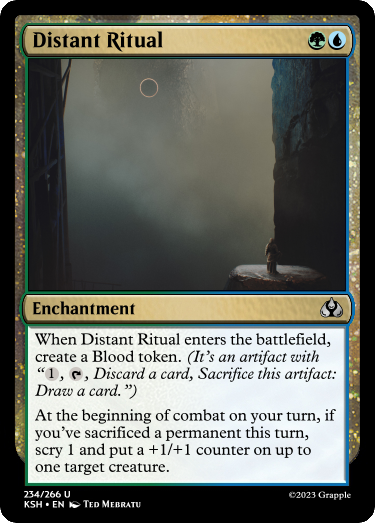 Distant Ritual
Enchantment
When Distant Ritual enters the battlefield,
create a Blood token. (It's an artifact with
"1, , Discard a card, Sacrifice this artifact:
Draw a card.")
At the beginning of combat on your turn, if
you've sacrificed a permanent this turn,
scry 1 and put a +1/+1 counter on up to
one target creature.
234/266 U
KSH • EN Ted Mebratu
©2023 Grapple